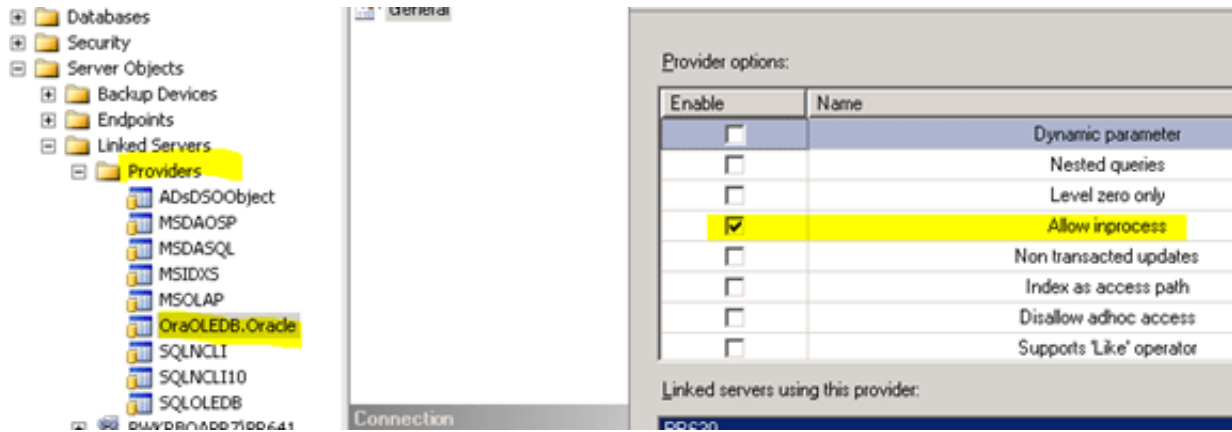 Databases
Security
Server Objects
Backup Devices
Endpoints
Linked Servers
Providers
ADsDSOObject
MSDAOSP
MSDASQL
MSIDXS
MSOLAP
OraOLEDB.Oracle
SQLNCLI
SQLNCLI10
SQLOLEDB
General
Connection
Provider options:
Enable Name
Dynamic parameter
Nested queries
Level zero only
Allow inprocess
Non transacted updates
Index as access path
Disallow adhoc access
Supports 'Like' operator
Linked servers using this provider: